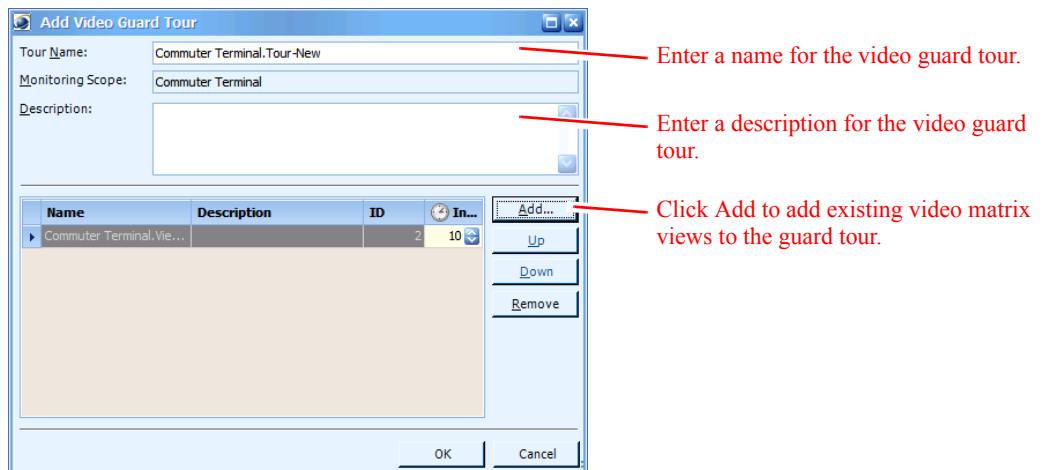 Add Video Guard Tour
Tour Name: Commuter Terminal.Tour-New
Enter a name for the video guard tour.
Monitoring Scope: Commuter Terminal
Description:
Enter a description for the video guard
tour.
Name Description ID In... Add...
Click Add to add existing video matrix
views to the guard tour.
Commuter Terminal.Vie... 2 10 Up
Down
Remove
OK Cancel